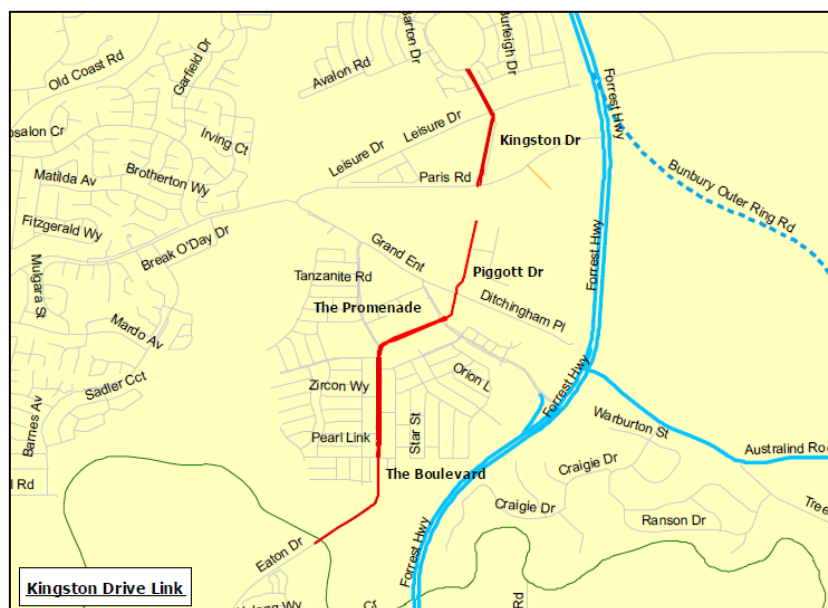 Barton Dr
Burleigh Dr
Old Coast Rd
Garfield Dr
Avalon Rd
Forrest Hwy
Leisure Dr
Leisure Dr
Kingston Dr
Irving Ct
Brotherton Wy
Matilda Av
Paris Rd
Bunbury Outer Ring Rd
Fitzgerald Wy
Break O'Day Dr
Grand Ent
Forrest Hwy
Mulgara St
Tanzanite Rd
Piggott Dr
The Promenade
Ditchingham Pl
Mardo Av
Sadler Cct
Zircon Wy
Orion L
Forrest Hwy
Barnes Av
Pearl Link
Star St
Warburton St
Australind Roa
The Boulevard
Craigie Dr
Craigie Dr
Ranson Dr
Tree
Eaton Dr
Forrest Hwy
Kingston Drive Link
Rd